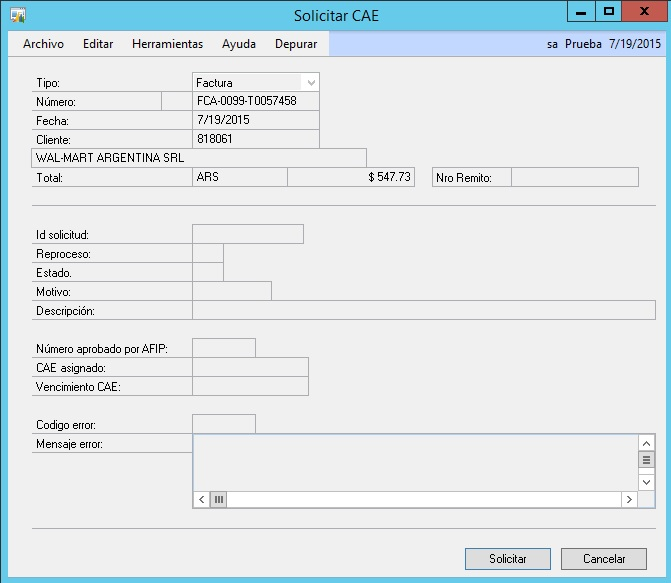 Solicitar CAE
Archivo Editar Herramientas Ayuda Depurar sa Prueba 7/19/2015
Tipo: Factura
Número: FCA-0099-T0057458
Fecha: 7/19/2015
Cliente: 818061
WAL-MART ARGENTINA SRL
Total: ARS $ 547.73 Nro Remito:
Id solicitud:
Reproceso:
Estado.
Motivo:
Descripción:
Número aprobado por AFIP:
CAE asignado:
Vencimiento CAE:
Codigo error:
Mensaje error:
Solicitar Cancelar